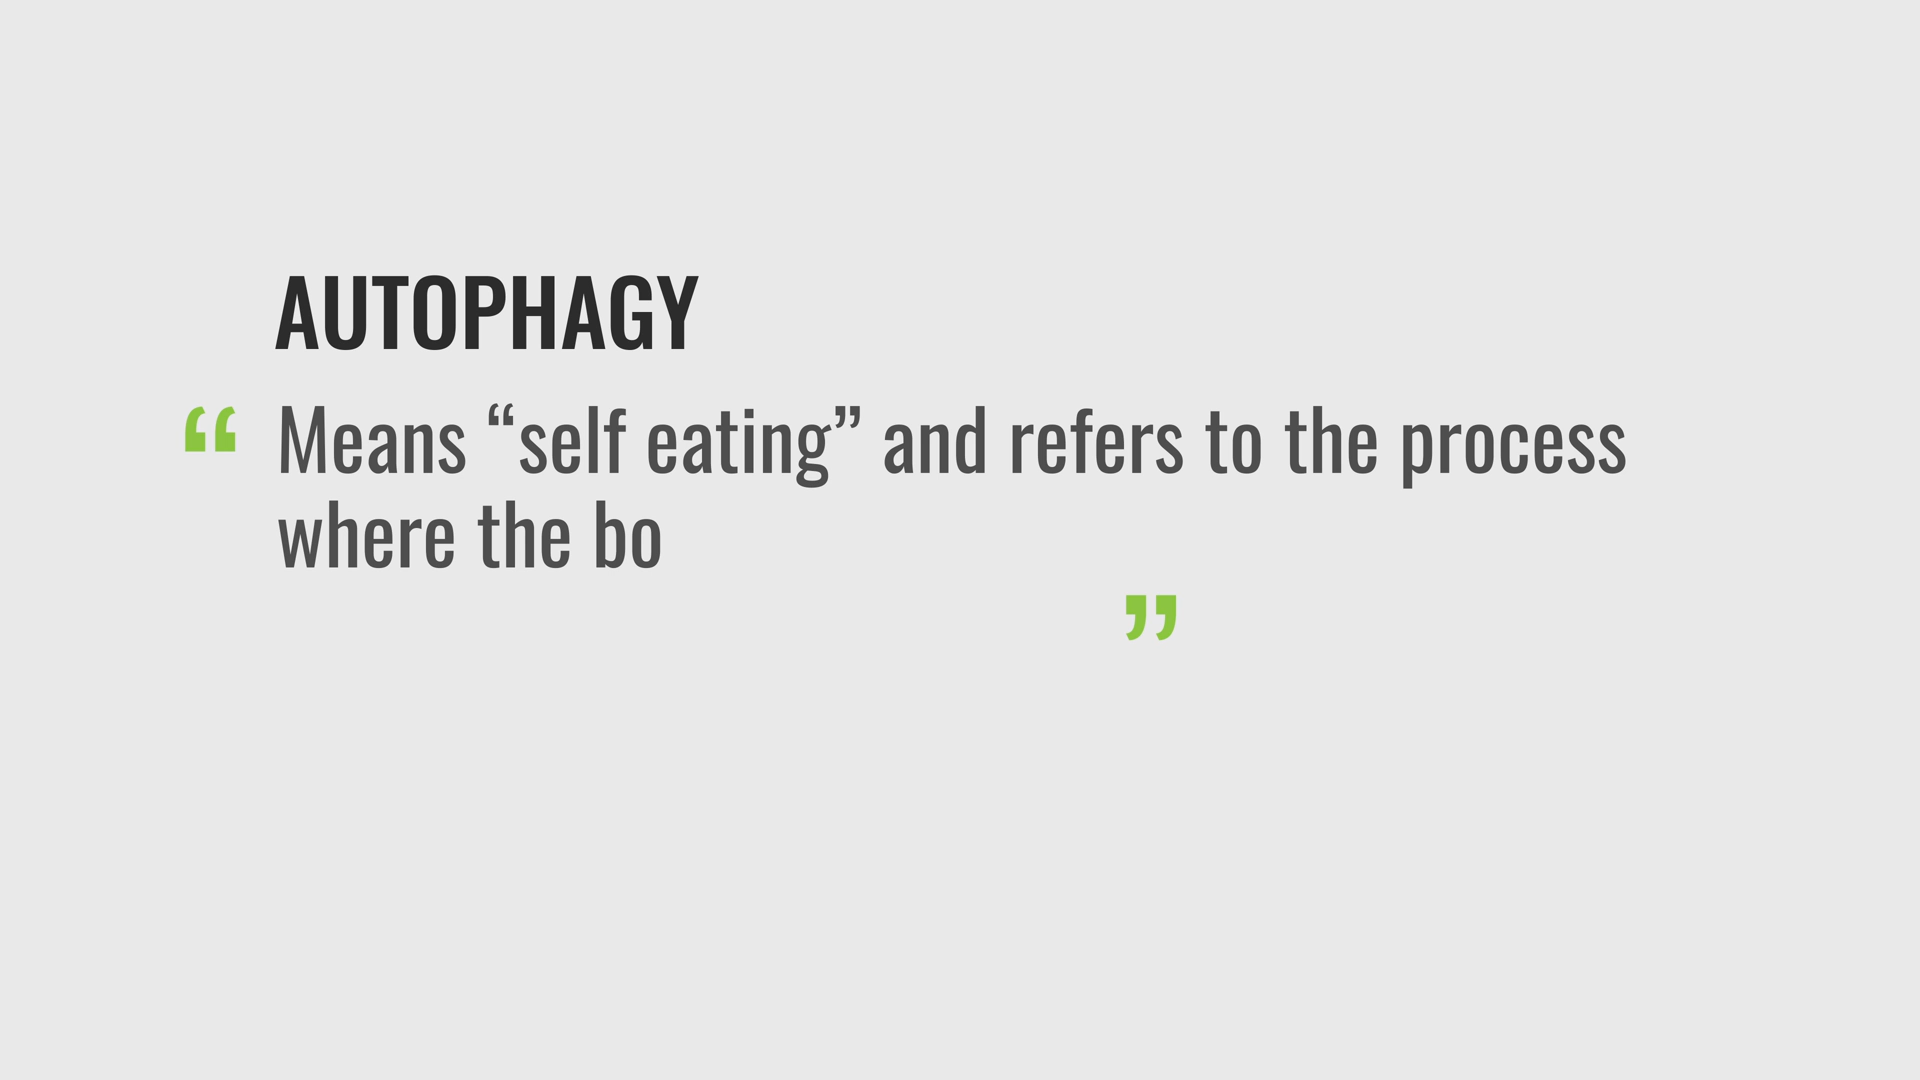 AUTOPHAGY
“ Means “self eating” and refers to the process
where the bo
”